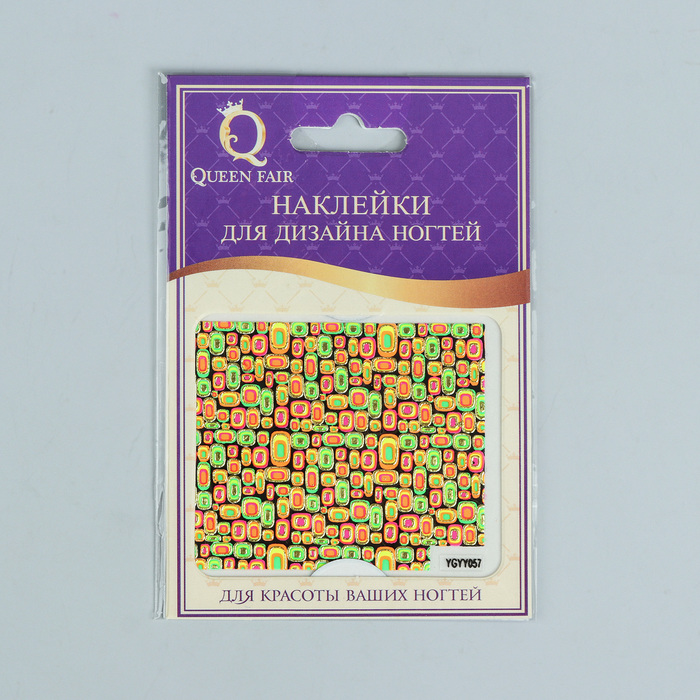 QUEEN FAIR
НАКЛЕЙКИ
ДЛЯ ДИЗАЙНА НОГТЕЙ
YGYY057
ДЛЯ КРАСОТЫ ВАШИХ НОГТЕЙ